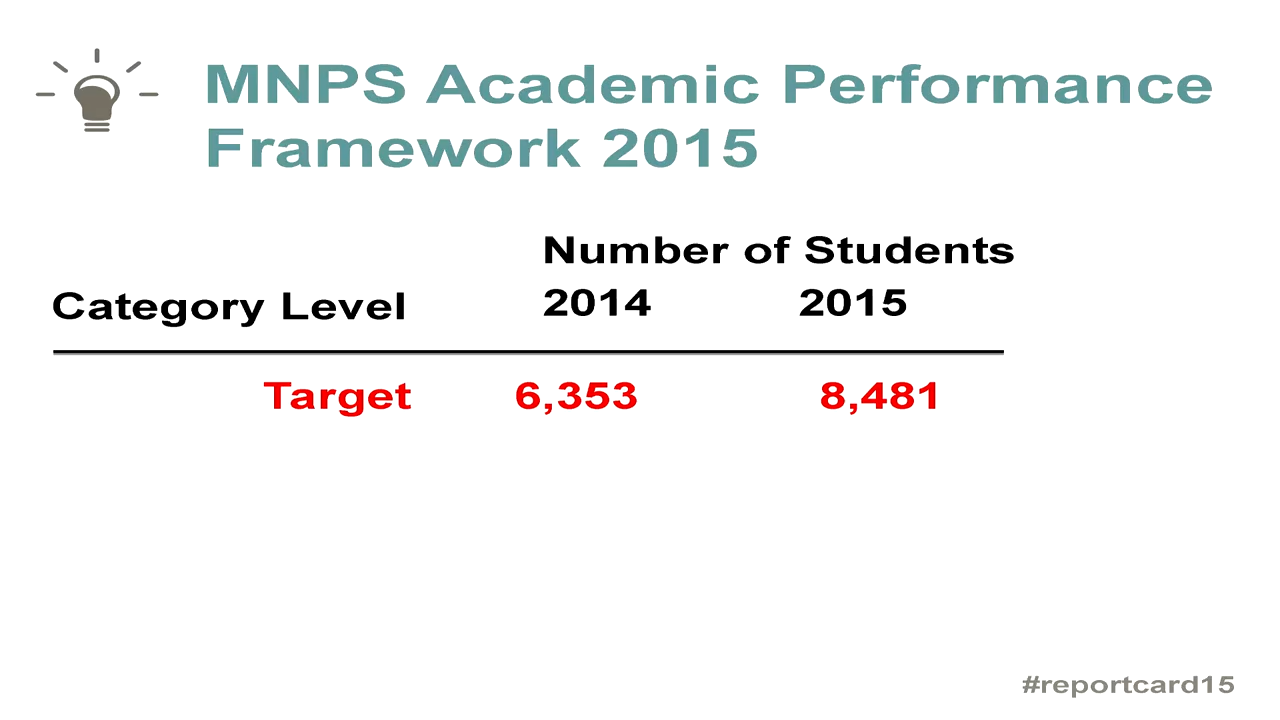 MNPS Academic Performance
Framework 2015
Number of Students
Category Level 2014 2015
Target 6,353 8,481
#reportcard15